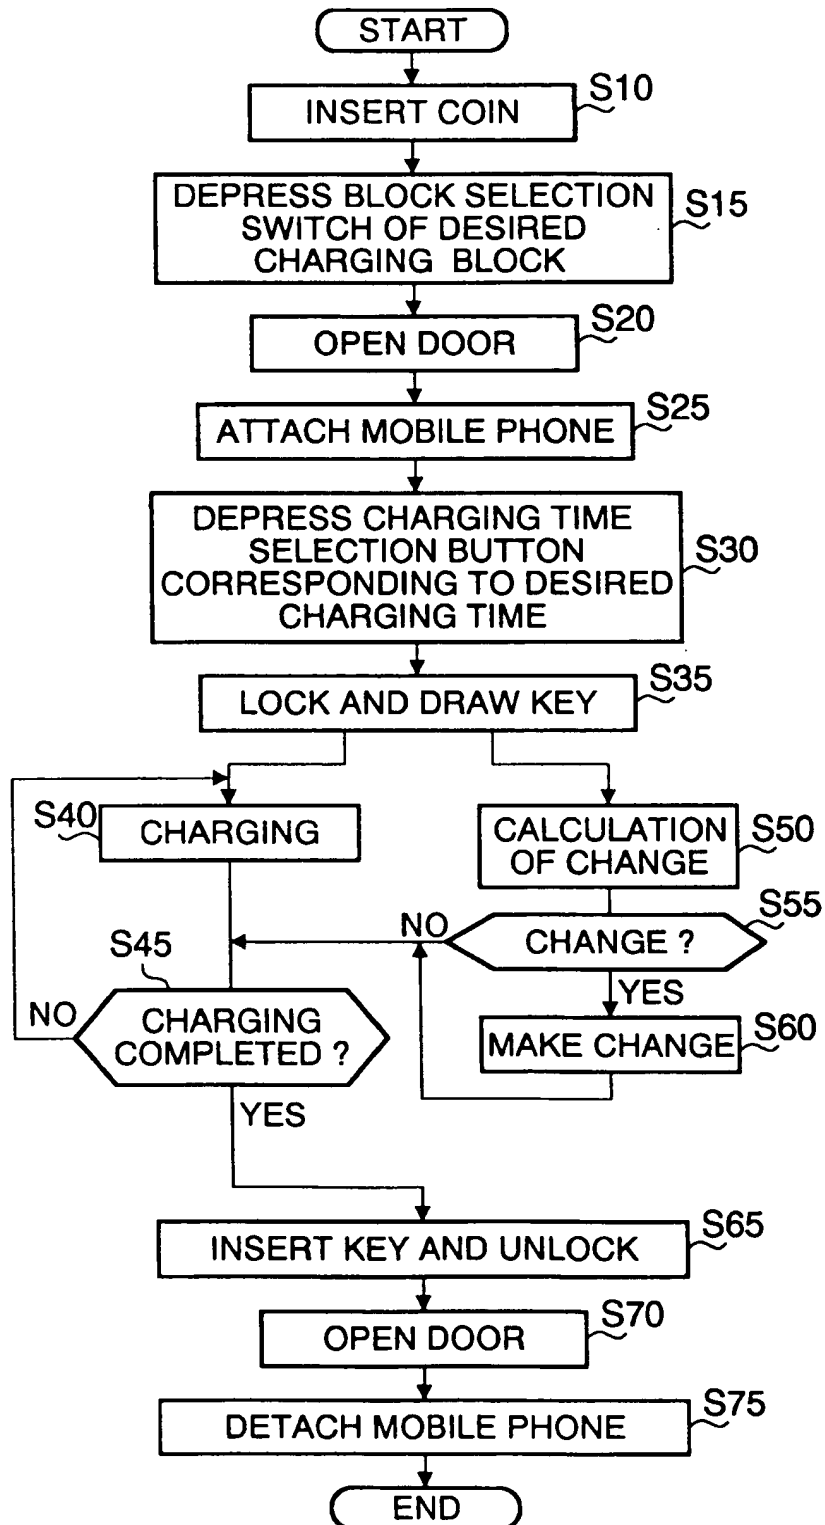 START
S10
INSERT COIN
DEPRESS BLOCK SELECTION
SWITCH OF DESIRED
CHARGING BLOCK
S15
S20
OPEN DOOR
S25
ATTACH MOBILE PHONE
DEPRESS CHARGING TIME
SELECTION BUTTON
CORRESPONDING TO DESIRED
CHARGING TIME
S30
S35
LOCK AND DRAW KEY
S40
CHARGING
CALCULATION
OF CHANGE
S50
S55
NO
CHANGE ?
S45
YES
NO
CHARGING
COMPLETED ?
MAKE CHANGE
S60
YES
S65
INSERT KEY AND UNLOCK
S70
OPEN DOOR
S75
DETACH MOBILE PHONE
END